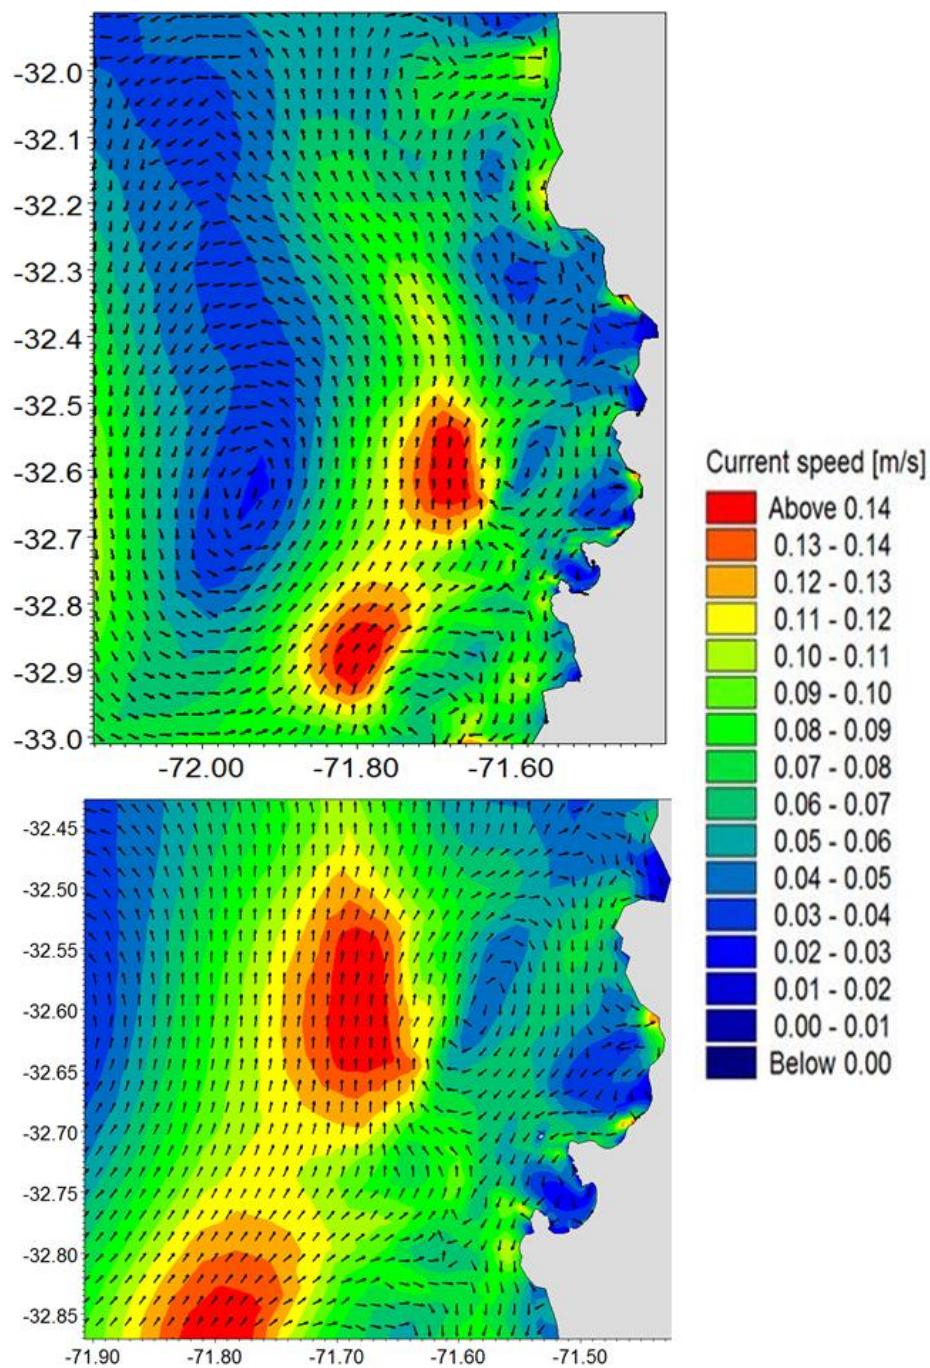 -32.0
-32.1
-32.2
-32.3
-32.4
-32.5
-32.6
-32.7
-32.8
-32.9
-33.0
-72.00 -71.80 -71.60
Current speed [m/s]
Above 0.14
0.13 - 0.14
0.12 - 0.13
0.11 - 0.12
0.10 - 0.11
0.09 - 0.10
0.08 - 0.09
0.07 - 0.08
0.06 - 0.07
0.05 - 0.06
0.04 - 0.05
0.03 - 0.04
0.02 - 0.03
0.01 - 0.02
0.00 - 0.01
Below 0.00
-32.45
-32.50
-32.55
-32.60
-32.65
-32.70
-32.75
-32.80
-32.85
-71.90 -71.80 -71.70 -71.60 -71.50